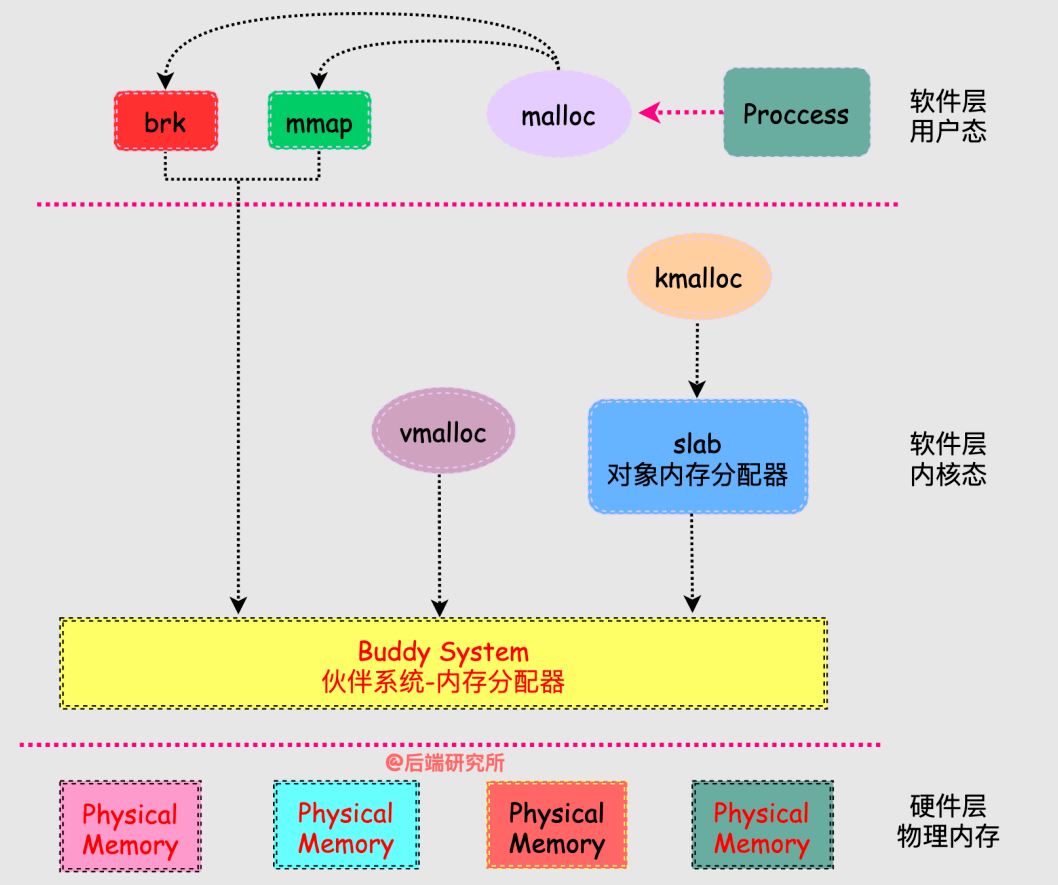 brk
mmap
malloc
Proccess
软件层
用户态
kmalloc
vmalloc
slab
对象内存分配器
软件层
内核态
Buddy System
伙伴系统-内存分配器
@后端研究所
Physical
Memory
Physical
Memory
Physical
Memory
Physical
Memory
硬件层
物理内存